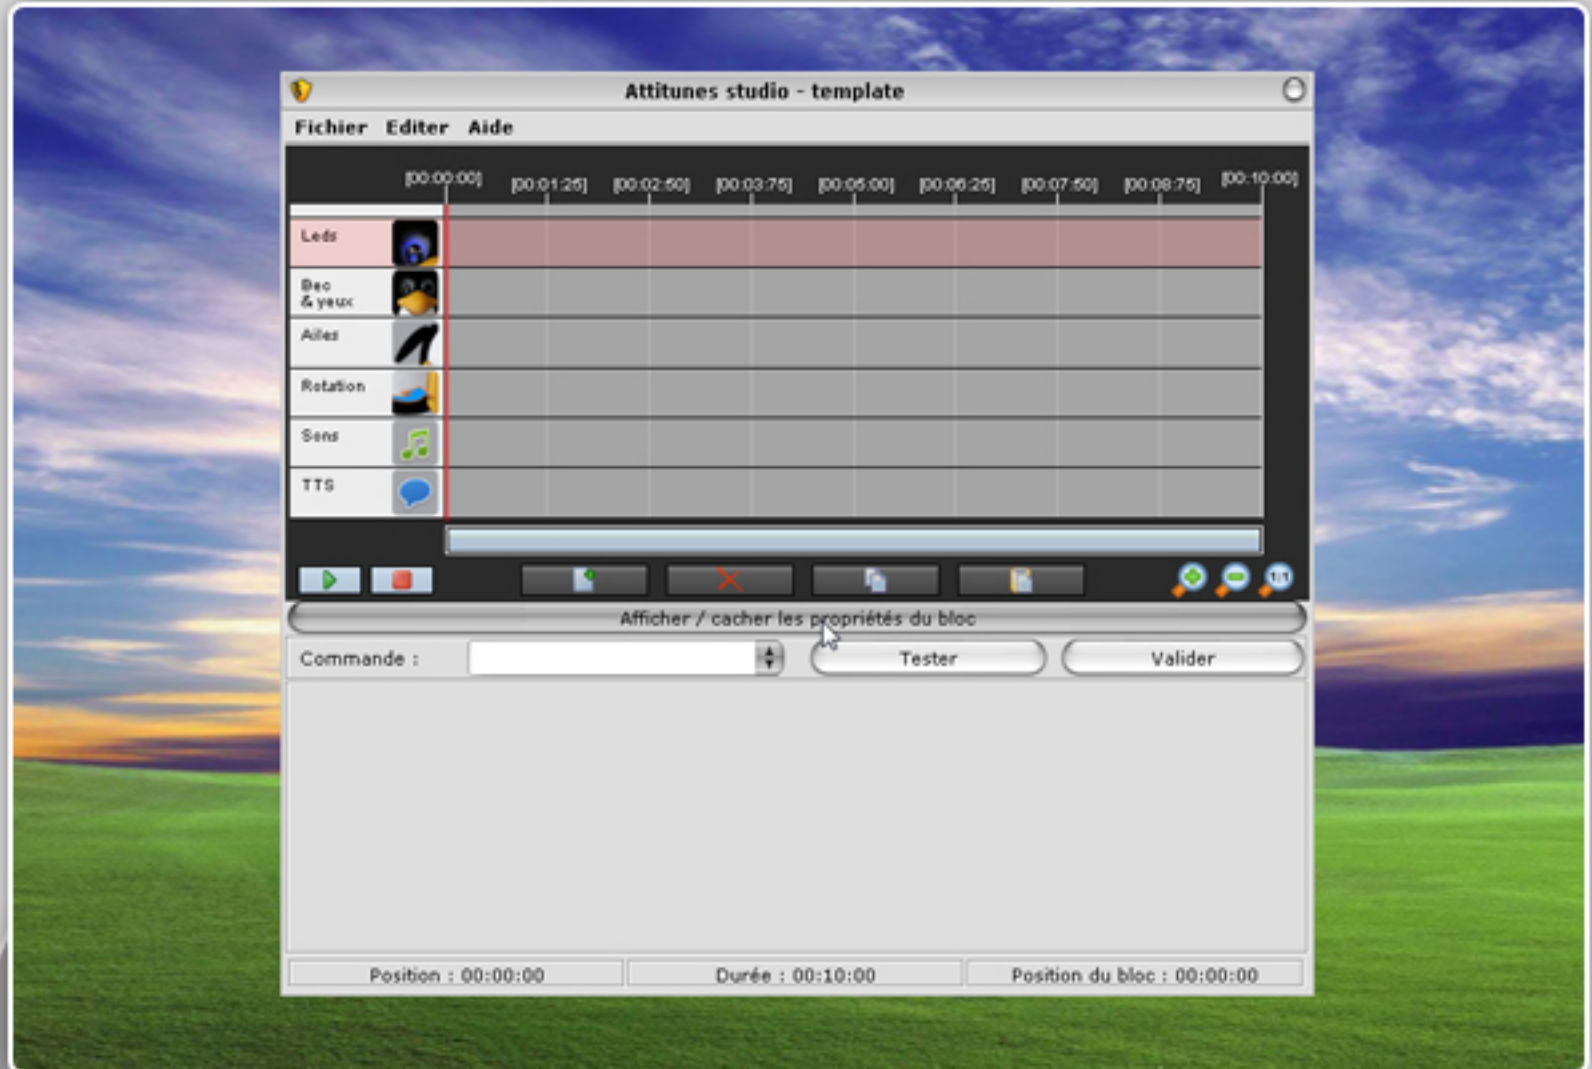 Attitunes studio - template
Fichier Editer Aide
[00:00:00] [00:01:25] [00:02:50] [00:03:75] [00:05:00] [00:06:25] [00:07:50] [00:08:75] [00:10:00]
Leds
Bec
& yeux
Ailes
Rotation
Sons
TTS
1:1
Afficher / cacher les propriétés du bloc
Commande :
Tester
Valider
Position : 00:00:00
Durée : 00:10:00
Position du bloc : 00:00:00